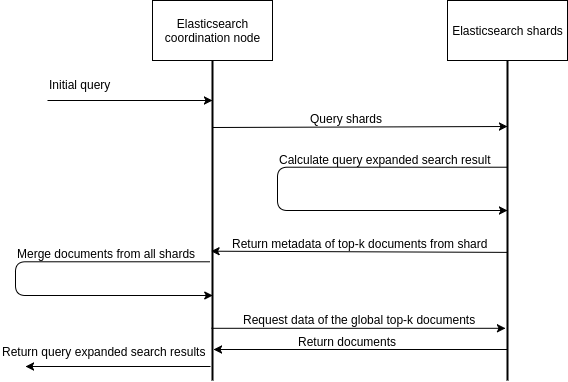 Elasticsearch
coordination node
Elasticsearch shards
Initial query
Query shards
Calculate query expanded search result
Return metadata of top-k documents from shard
Merge documents from all shards
Request data of the global top-k documents
Return documents
Return query expanded search results